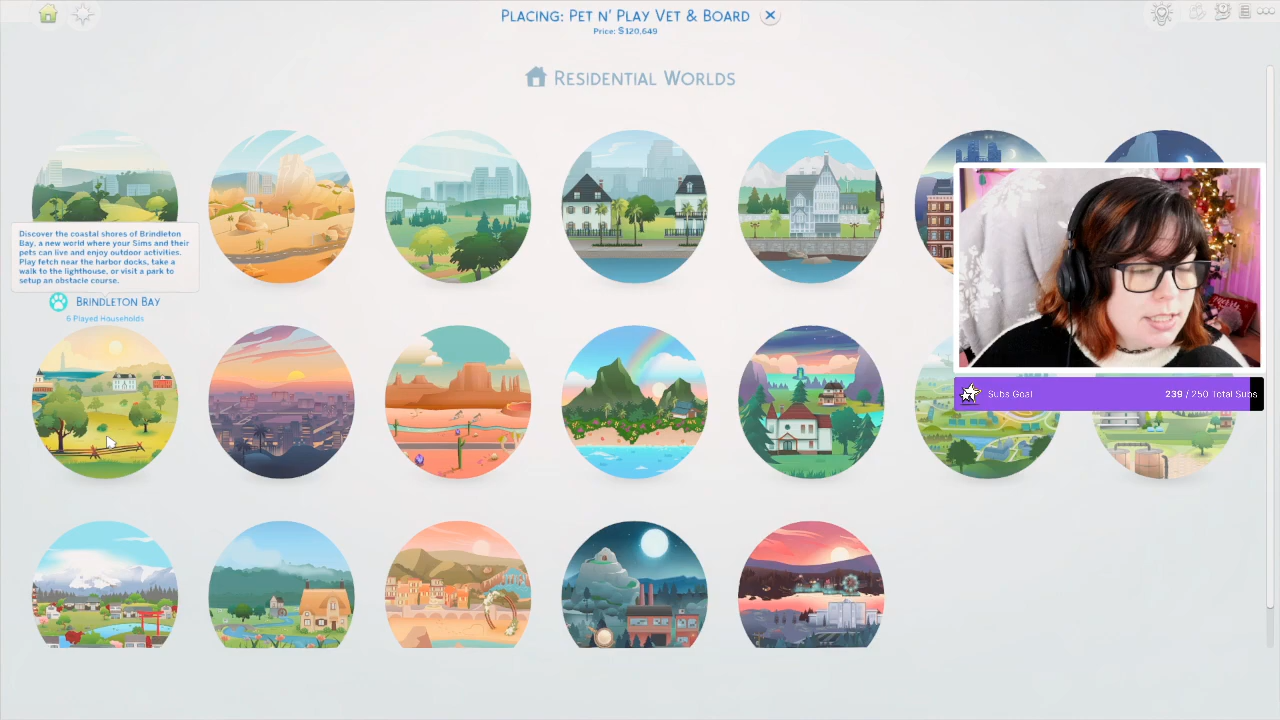 PLACING: PET N' PLAY VET & BOARD
Price: §120,649
RESIDENTIAL WORLDS
Discover the coastal shores of Brindleton
Bay, a new world where your Sims and their
pets can live and enjoy outdoor activities.
Play fetch near the harbor docks, take a
walk to the lighthouse, or visit a park to
setup an obstacle course.
BRINDLETON BAY
6 Played Households
Subs Goal
239 / 250 Total Subs